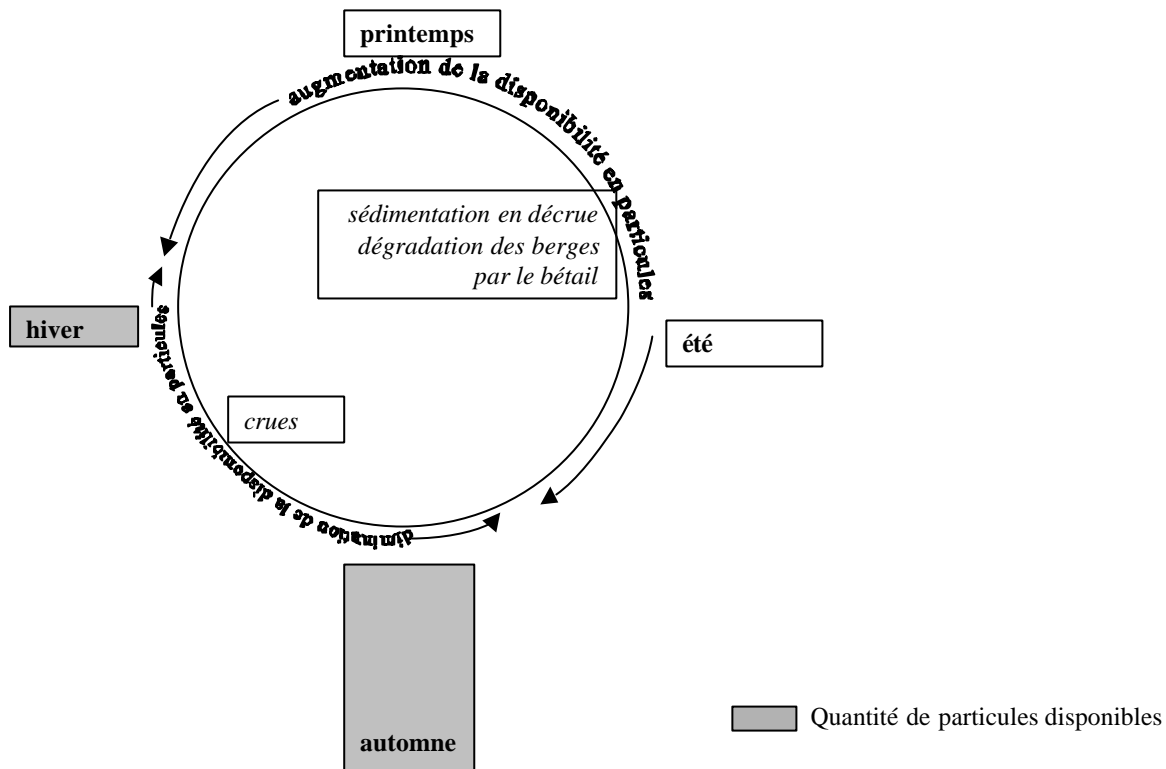 printemps
augmentation de la disponibilité en particules
sédimentation en décrue
dégradation des berges
par le bétail
hiver
été
crues
diminution de la disponibilité en particules
automne
Quantité de particules disponibles